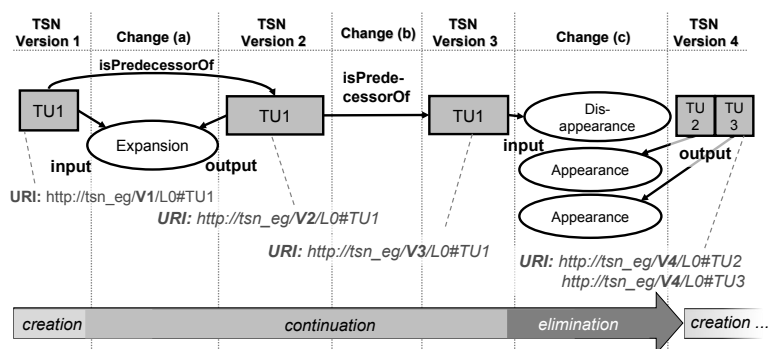 TSN
Version 1
Change (a)
TSN
Version 2
Change (b)
TSN
Version 3
Change (c)
TSN
Version 4
isPredecessorOf
isPrede-
cessorOf
TU1
TU1
TU1
Dis-
appearance
TU
2
TU
3
Expansion
input
output
input
Appearance
output
Appearance
URI: http://tsn_eg/V1/L0#TU1
URI: http://tsn_eg/V2/L0#TU1
URI: http://tsn_eg/V3/L0#TU1
URI: http://tsn_eg/V4/L0#TU2
http://tsn_eg/V4/L0#TU3
creation
continuation
elimination
creation ...